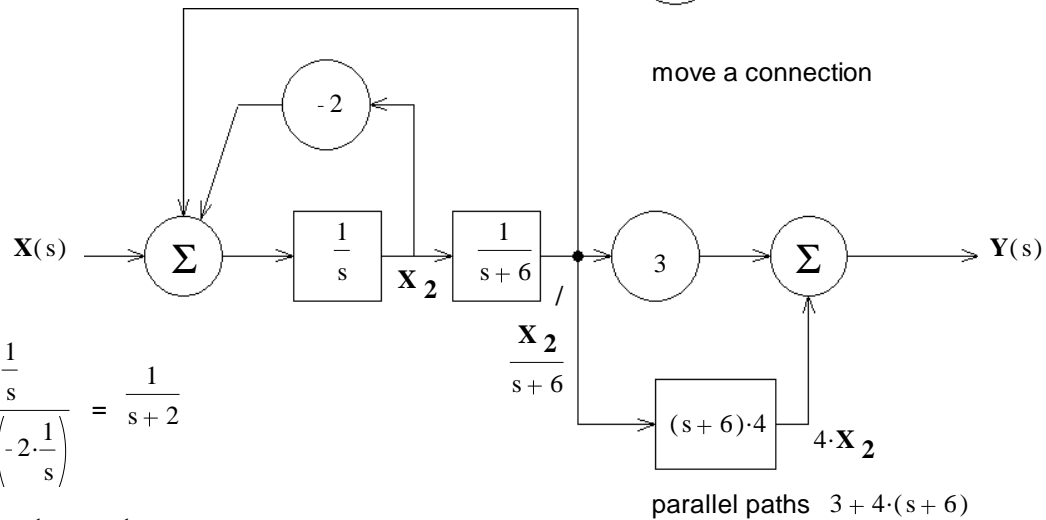 move a connection
-2
X(s)
Σ
1/s
X 2
1/(s + 6)
3
Σ
Y(s)
/
X 2/(s + 6)
(s + 6)·4
4·X 2
1/s
(-2·1/s)
= 1/(s + 2)
parallel paths 3 + 4·(s + 6)